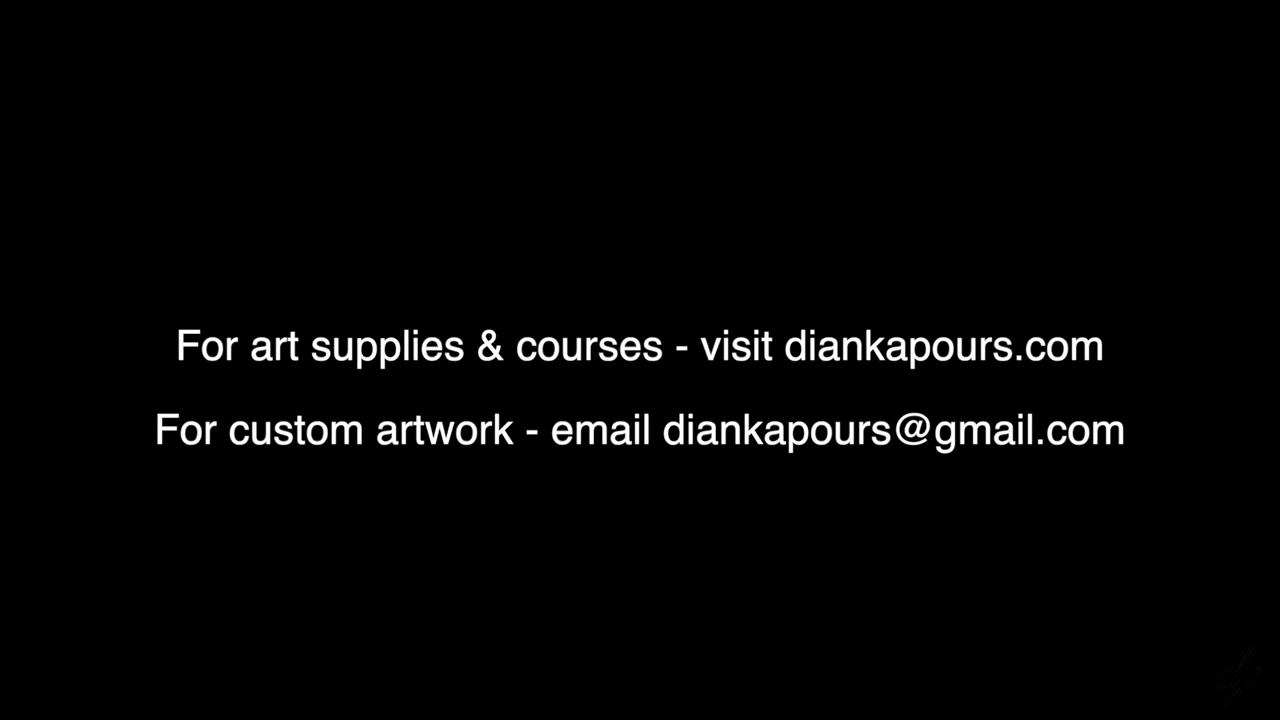 For art supplies & courses - visit diankapours.com
For custom artwork - email diankapours@gmail.com